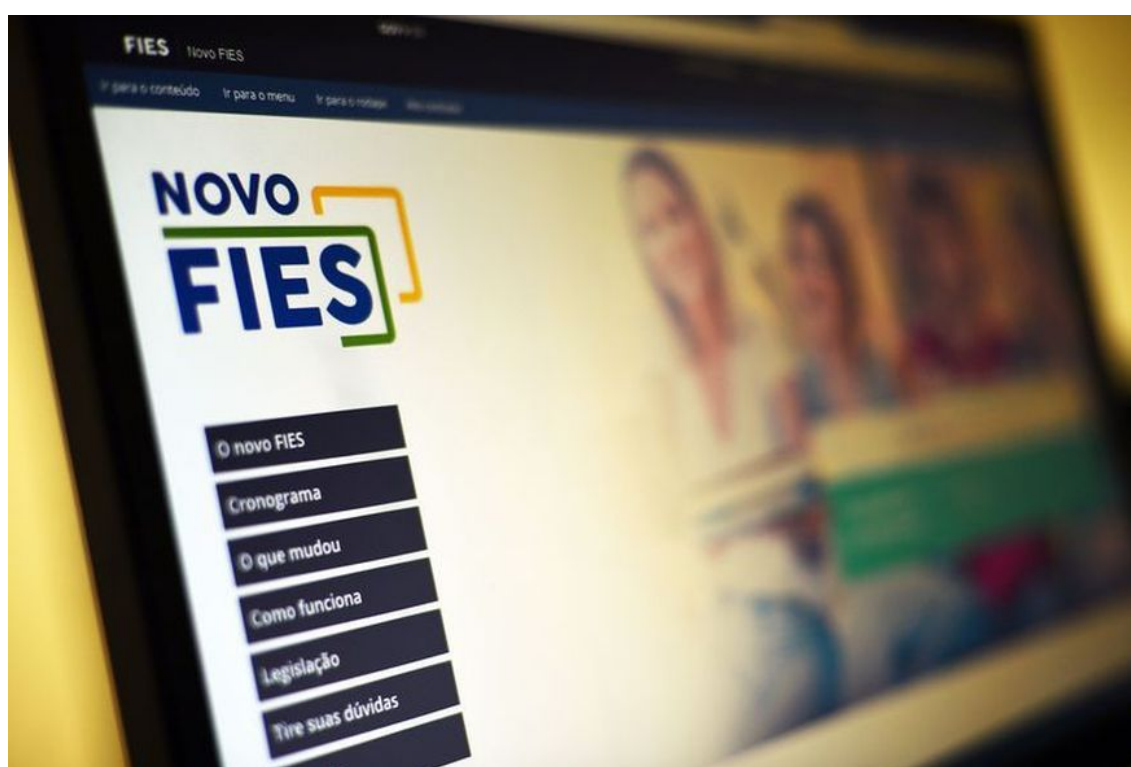 FIES Novo FIES
Ir para o conteúdo Ir para o menu Ir para o rodapé
NOVO
FIES
O novo FIES
Cronograma
O que mudou
Como funciona
Legislação
Tire suas dúvidas